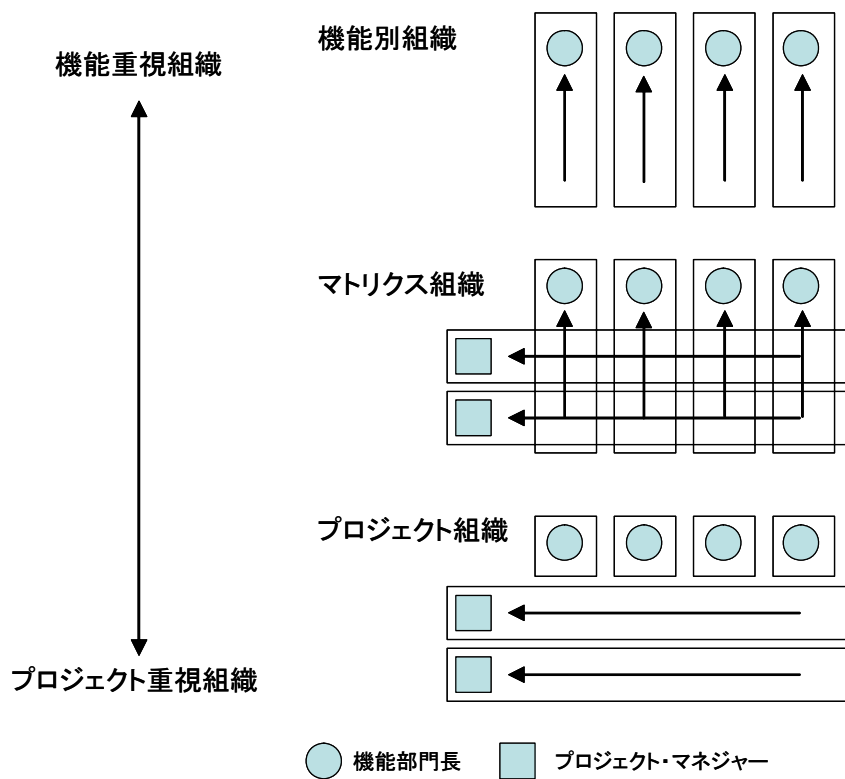 機能別組織
機能重視組織
マトリクス組織
プロジェクト組織
プロジェクト重視組織
機能部門長
プロジェクト・マネジャー